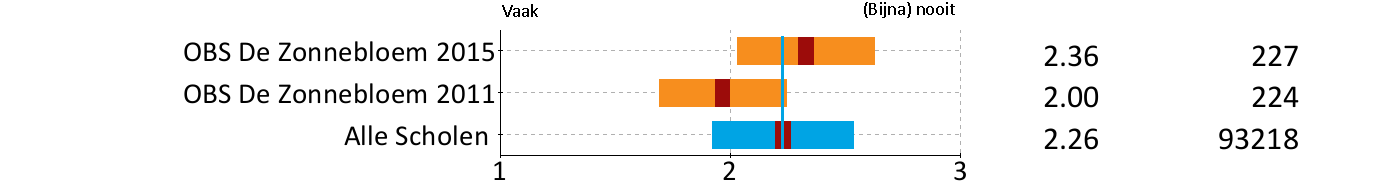 Vaak (Bijna) nooit
OBS De Zonnebloem 2015 2.36 227
OBS De Zonnebloem 2011 2.00 224
Alle Scholen 2.26 93218
1 2 3